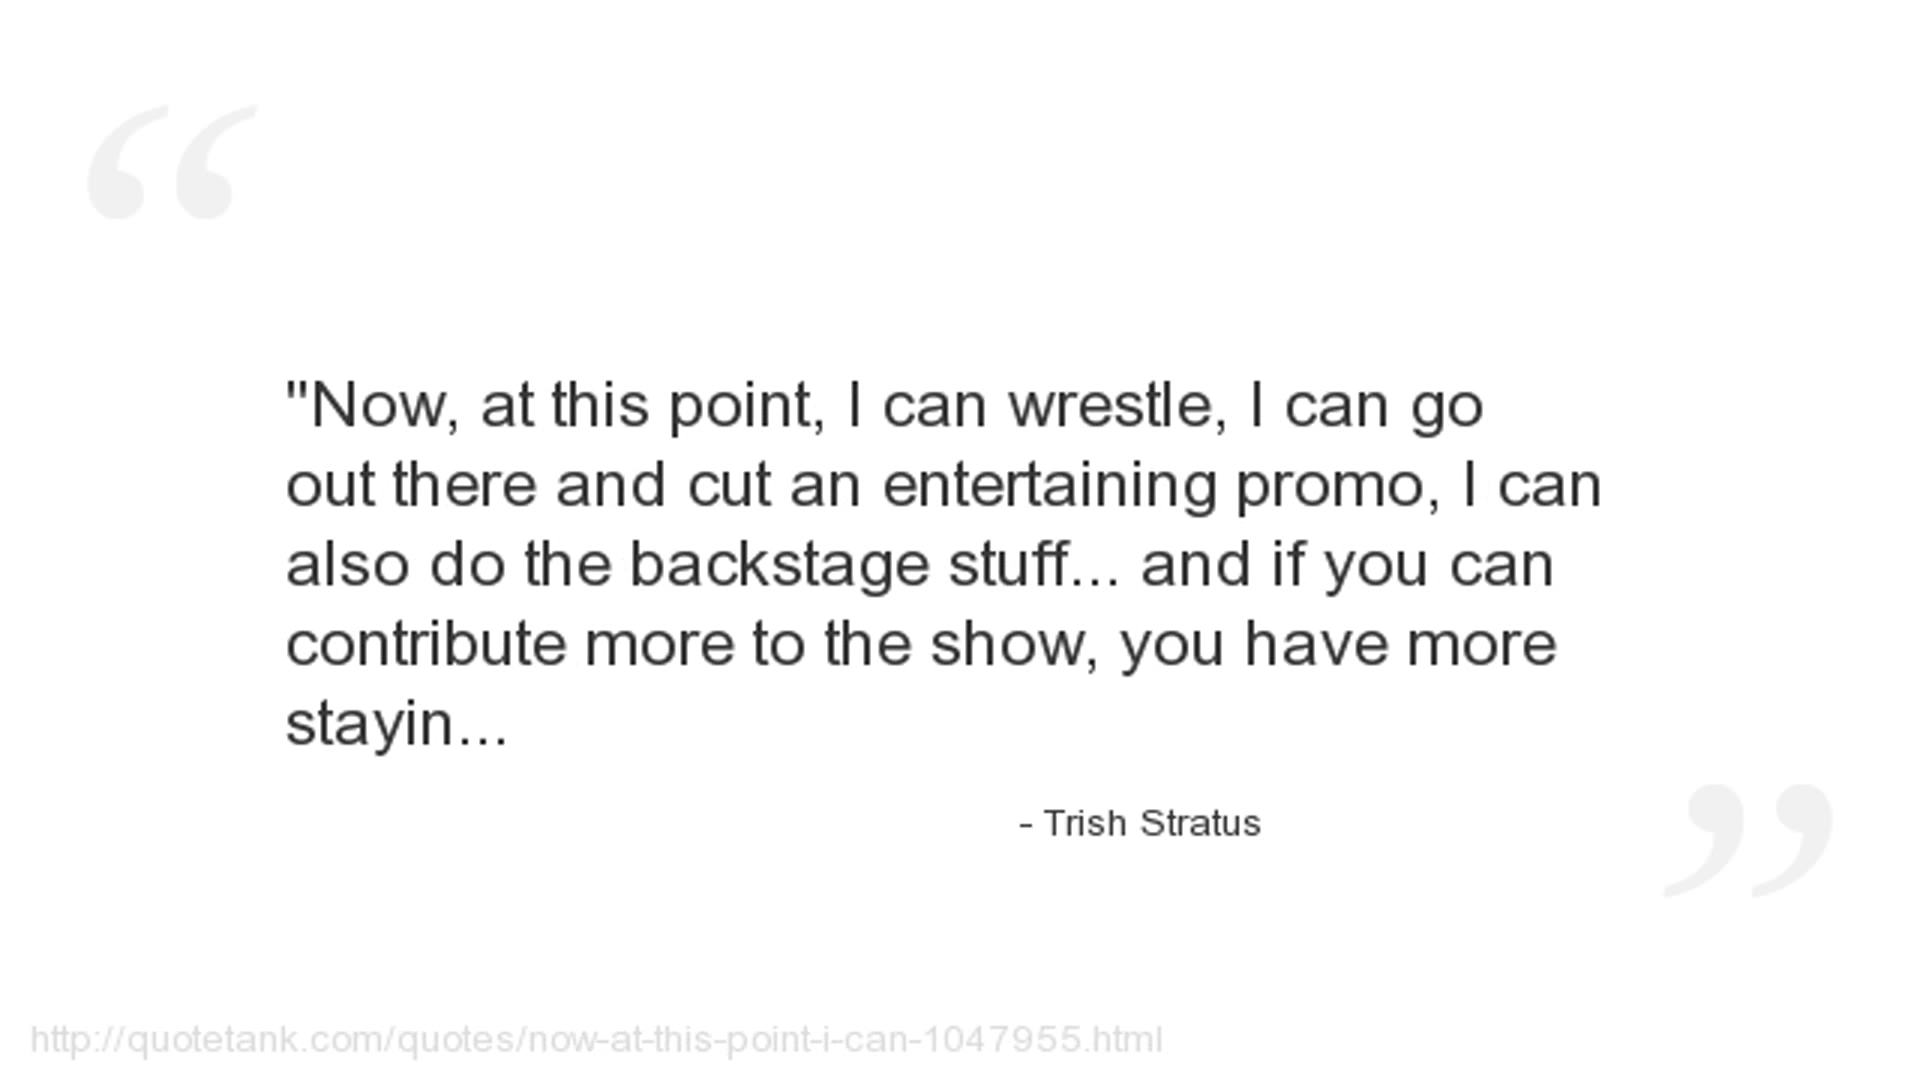 "Now, at this point, I can wrestle, I can go
out there and cut an entertaining promo, I can
also do the backstage stuff... and if you can
contribute more to the show, you have more
stayin...
- Trish Stratus
http://quotetank.com/quotes/now-at-this-point-i-can-1047955.html